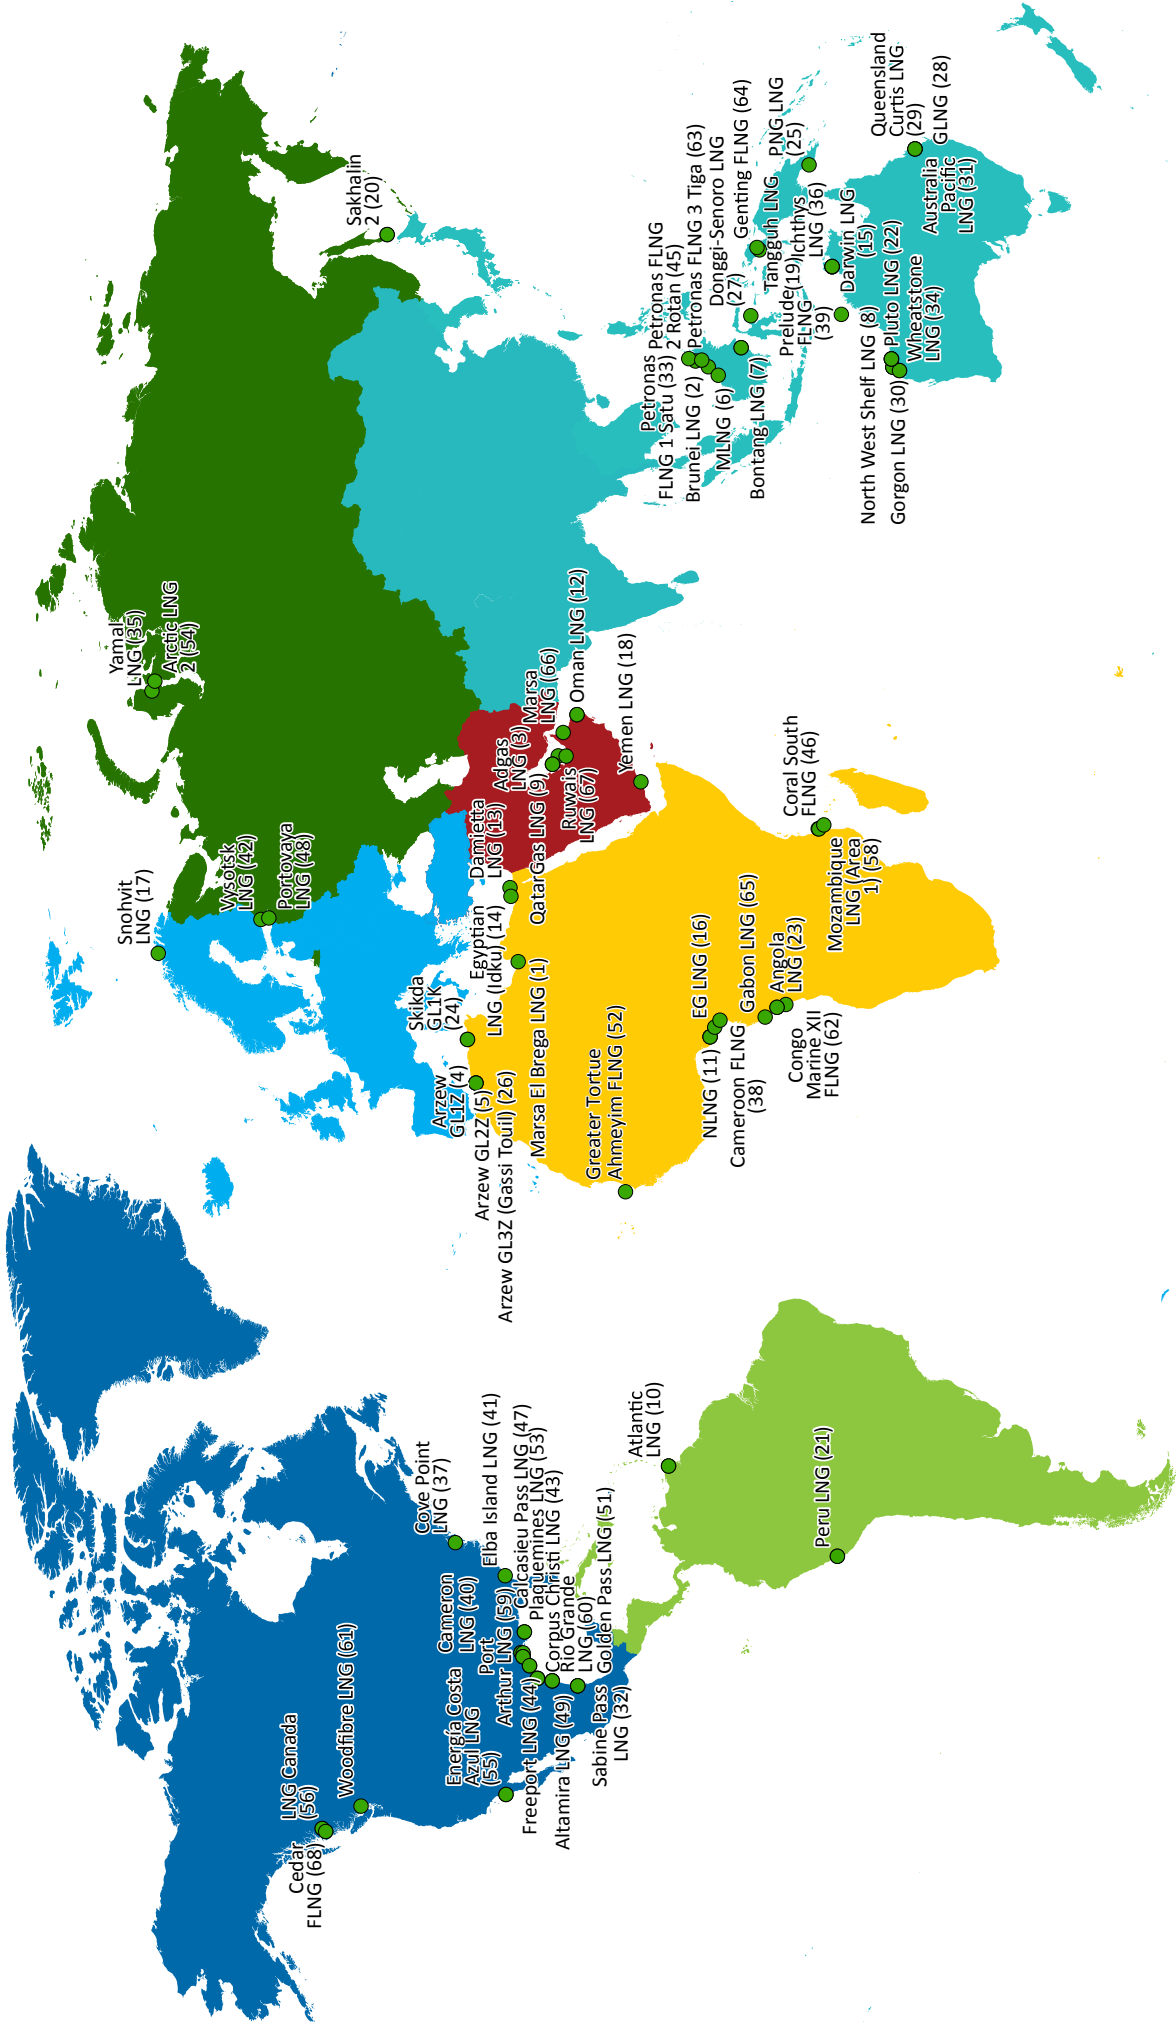 Cedar
FLNG (68)
LNG Canada
(56)
Woodfibre LNG (61)
Energía Costa
Azul LNG
(55)
Freeport LNG (44)
Altamira LNG (49)
Sabine Pass
LNG (32)
Cameron
LNG (40)
Port
Arthur LNG (59)
Cove Point
LNG (37)
Elba Island LNG (41)
Calcasieu Pass LNG (47)
Plaquemines LNG (53)
Corpus Christi LNG (43)
Rio Grande
LNG (60)
Golden Pass LNG (51)
Atlantic
LNG (10)
Peru LNG (21)
Snohvit
LNG (17)
Vysotsk
LNG (42)
Portovaya
LNG (48)
Yamal
LNG (35)
Arctic LNG
2 (54)
Sakhalin
2 (20)
Skikda
GL1K
(24)
Arzew
GL1Z (4)
Arzew GL2Z (5)
Arzew GL3Z (Gassi Touil) (26)
Marsa El Brega LNG (1)
Egyptian
LNG (Idku) (14)
Damietta
LNG (13)
QatarGas LNG (9)
Adgas
LNG (3)
Ruwais
LNG (67)
Marsa
LNG (66)
Oman LNG (12)
Yemen LNG (18)
Greater Tortue
Ahmeyim FLNG (52)
NLNG (11)
Cameroon FLNG
(38)
EG LNG (16)
Gabon LNG (65)
Angola
LNG (23)
Congo
Marine XII
FLNG (62)
Coral South
FLNG (46)
Mozambique
LNG (Area
1) (58)
Petronas
FLNG 1 Satu (33)
Petronas FLNG
2 Rotan (45)
Petronas FLNG 3 Tiga (63)
Brunei LNG (2)
MLNG (6)
Bontang LNG (7)
Donggi-Senoro LNG
(27)
Genting FLNG (64)
Tangguh LNG
(19)
PNG LNG
(25)
Prelude
FLNG
(39)
Ichthys
LNG (36)
Darwin LNG
(15)
North West Shelf LNG (8)
Gorgon LNG (30)
Pluto LNG (22)
Wheatstone
LNG (34)
Queensland
Curtis LNG
(29)
GLNG (28)
Australia
Pacific
LNG (31)